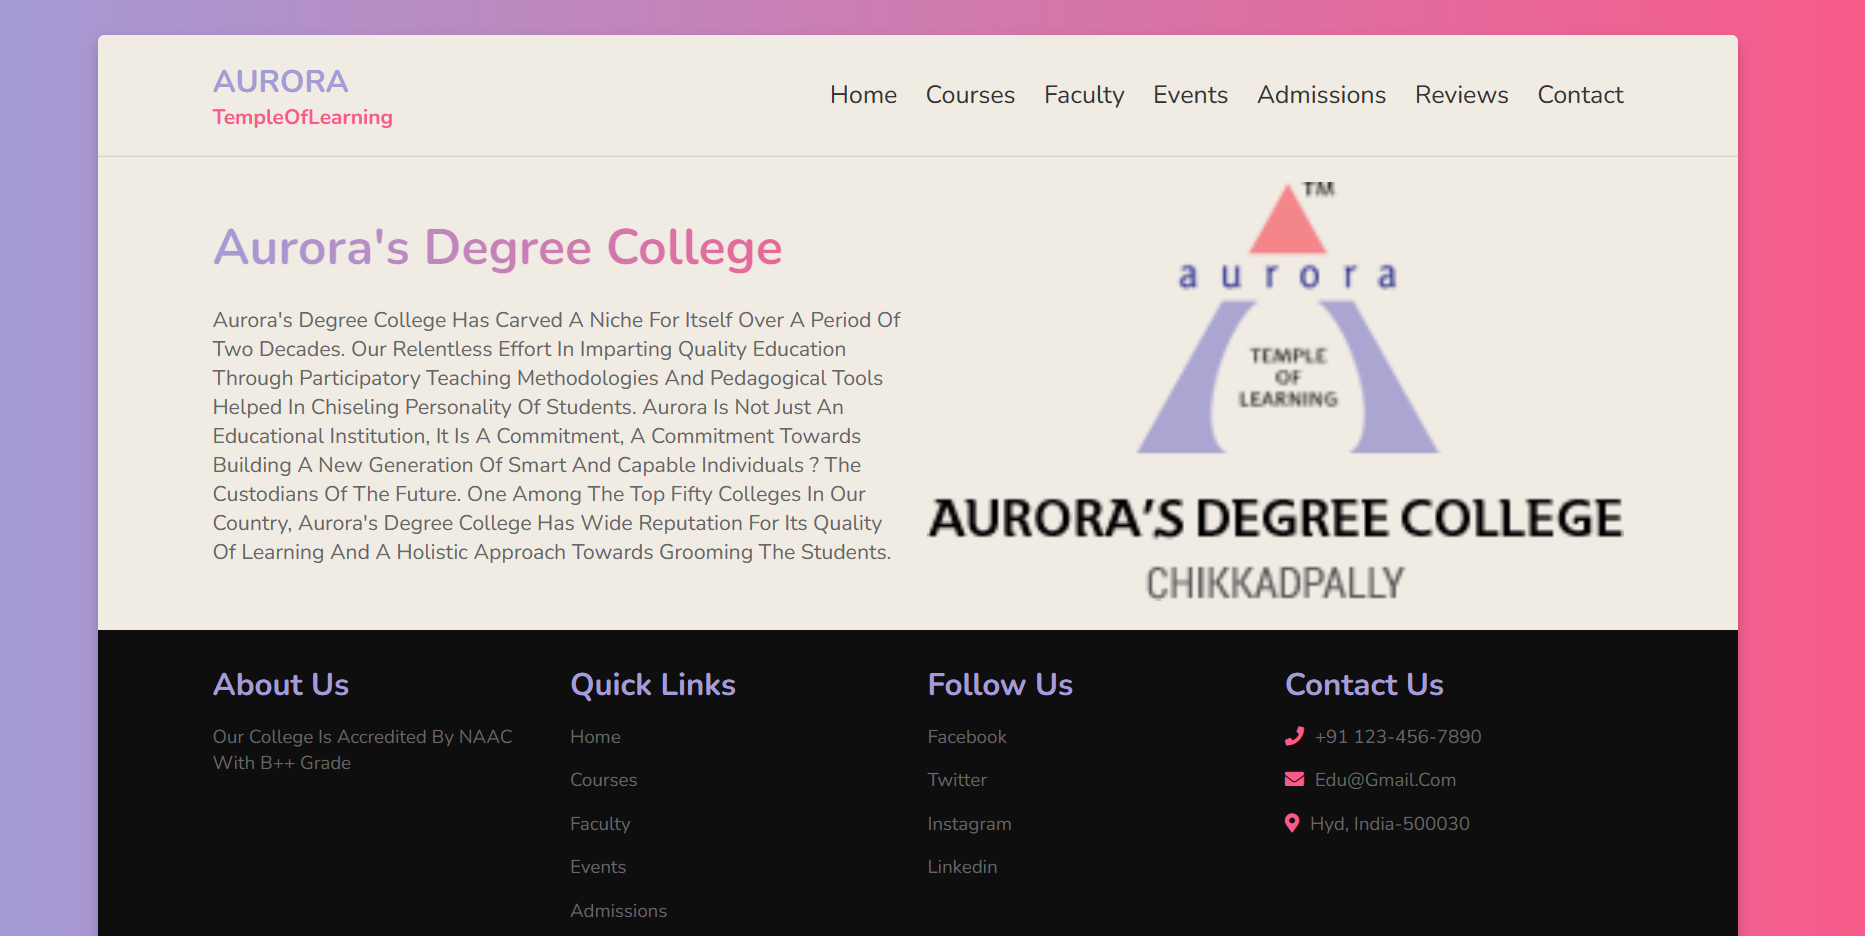 AURORA
TempleOfLearning
Home Courses Faculty Events Admissions Reviews Contact
Aurora's Degree College
Aurora's Degree College Has Carved A Niche For Itself Over A Period Of
Two Decades. Our Relentless Effort In Imparting Quality Education
Through Participatory Teaching Methodologies And Pedagogical Tools
Helped In Chiseling Personality Of Students. Aurora Is Not Just An
Educational Institution, It Is A Commitment, A Commitment Towards
Building A New Generation Of Smart And Capable Individuals ? The
Custodians Of The Future. One Among The Top Fifty Colleges In Our
Country, Aurora's Degree College Has Wide Reputation For Its Quality
Of Learning And A Holistic Approach Towards Grooming The Students.
TM
aurora
TEMPLE
OF
LEARNING
AURORA'S DEGREE COLLEGE
CHIKKADPALLY
About Us
Our College Is Accredited By NAAC
With B++ Grade
Quick Links
Home
Courses
Faculty
Events
Admissions
Follow Us
Facebook
Twitter
Instagram
Linkedin
Contact Us
+91 123-456-7890
Edu@Gmail.Com
Hyd, India-500030